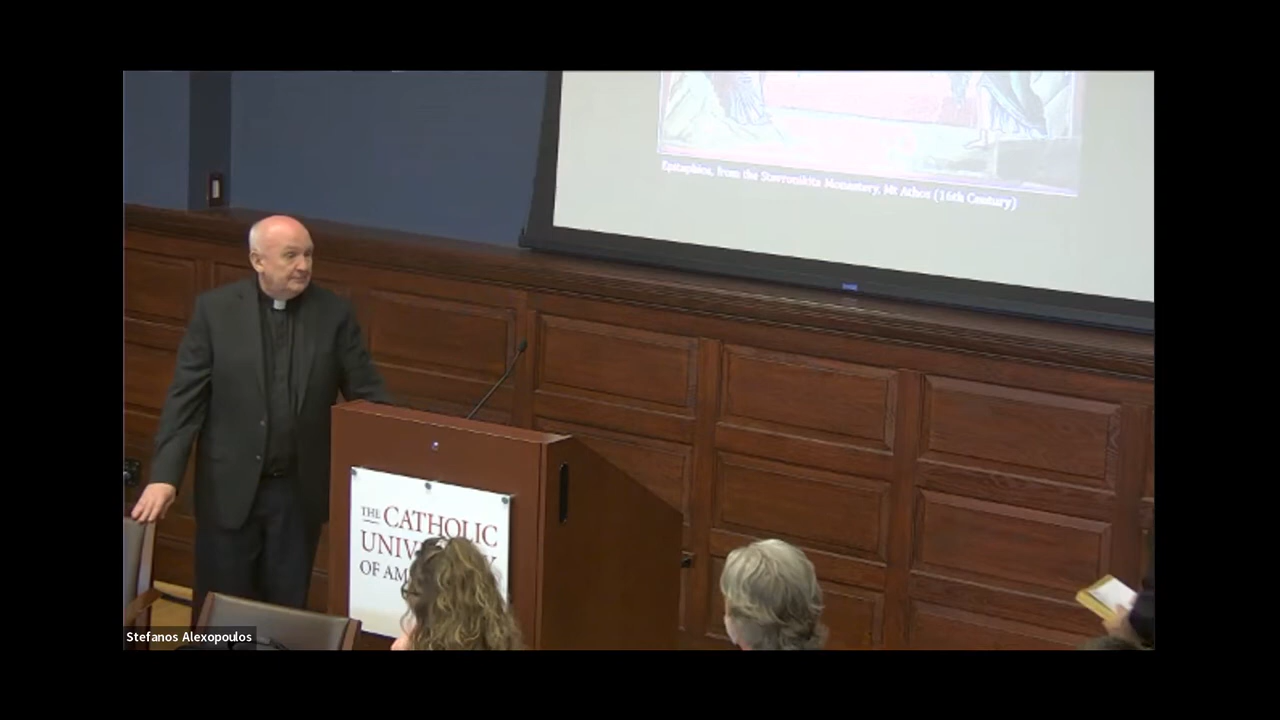 Epitaphios, from the Stavronikita Monastery, Mt Athos (16th Century)
THE CATHOLIC
UNIV Y
OF AM
Stefanos Alexopoulos